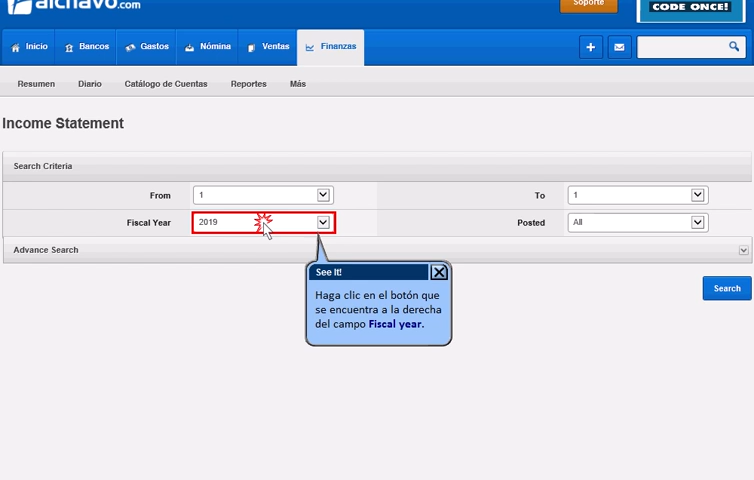 alchavo.com
Soporte
CODE ONCE!
Inicio Bancos Gastos Nómina Ventas Finanzas
Resumen Diario Catálogo de Cuentas Reportes Más
Income Statement
Search Criteria
From 1 To 1
Fiscal Year 2019 Posted All
Advance Search
Search
See It!
Haga clic en el botón que
se encuentra a la derecha
del campo Fiscal year.